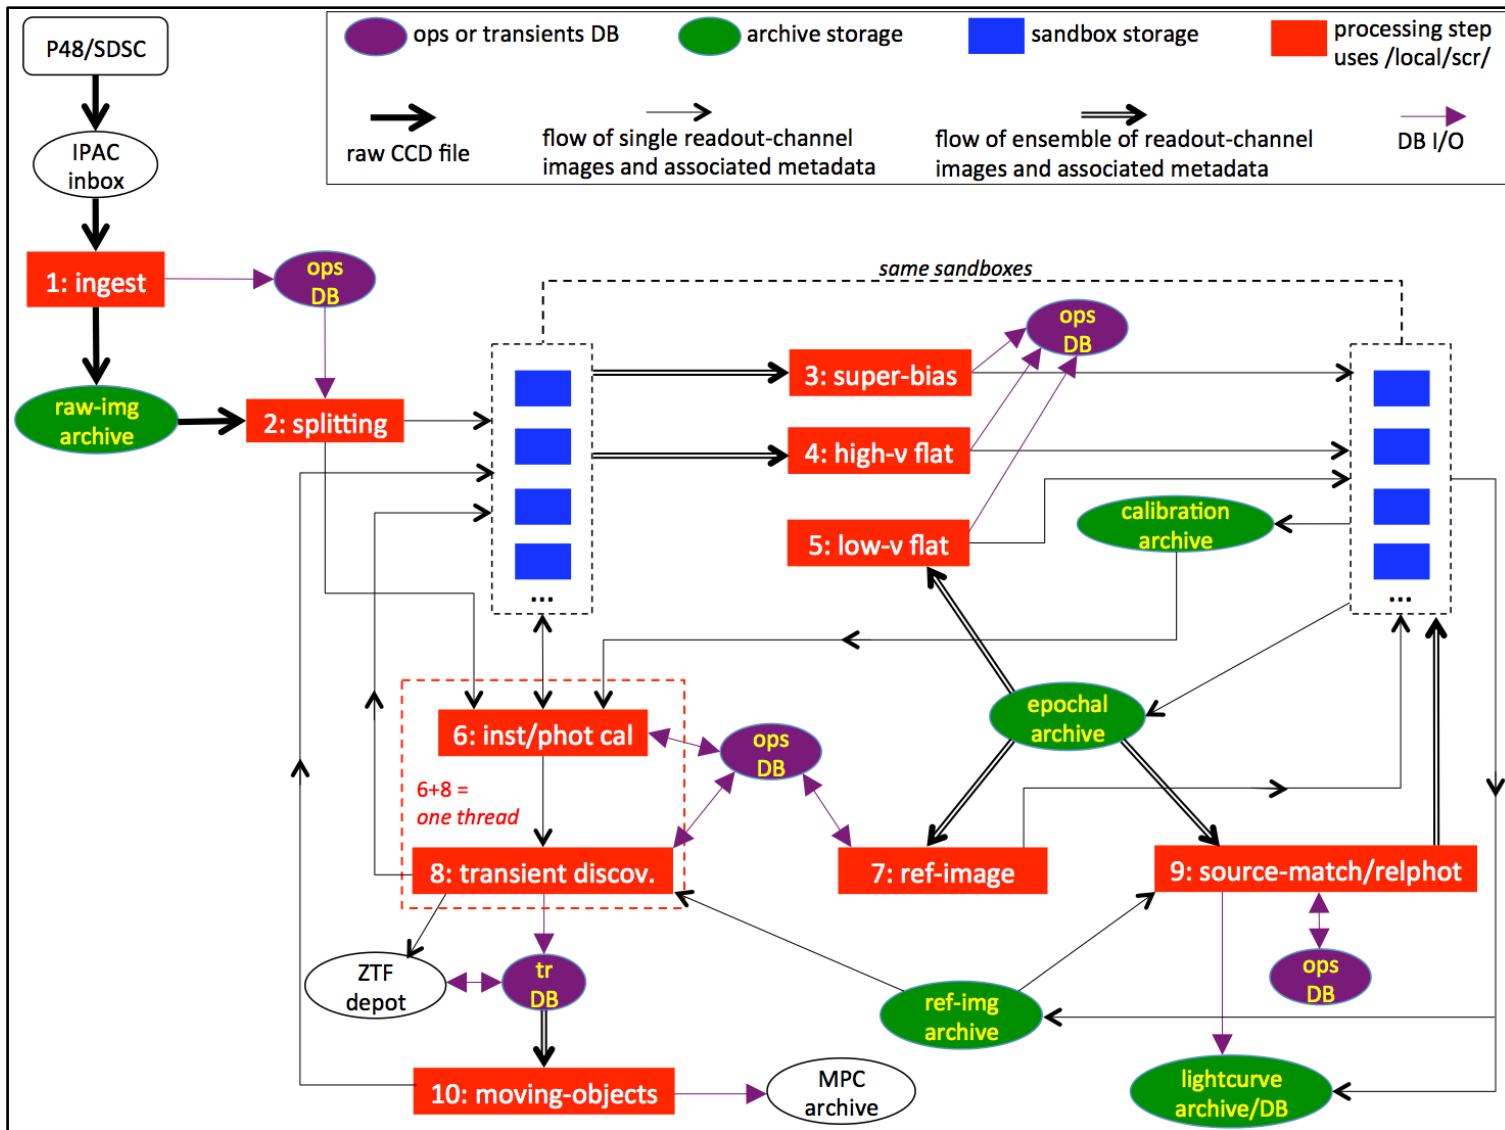 P48/SDSC
ops or transients DB
archive storage
sandbox storage
processing step
uses /local/scr/
raw CCD file
flow of single readout-channel
images and associated metadata
flow of ensemble of readout-channel
images and associated metadata
DB I/O
IPAC
inbox
1: ingest
ops
DB
same sandboxes
ops
DB
raw-img
archive
2: splitting
3: super-bias
4: high-ν flat
5: low-ν flat
calibration
archive
...
...
6: inst/phot cal
epochal
archive
ops
DB
6+8 =
one thread
8: transient discov.
7: ref-image
9: source-match/relphot
ZTF
depot
tr
DB
ref-img
archive
ops
DB
10: moving-objects
MPC
archive
lightcurve
archive/DB